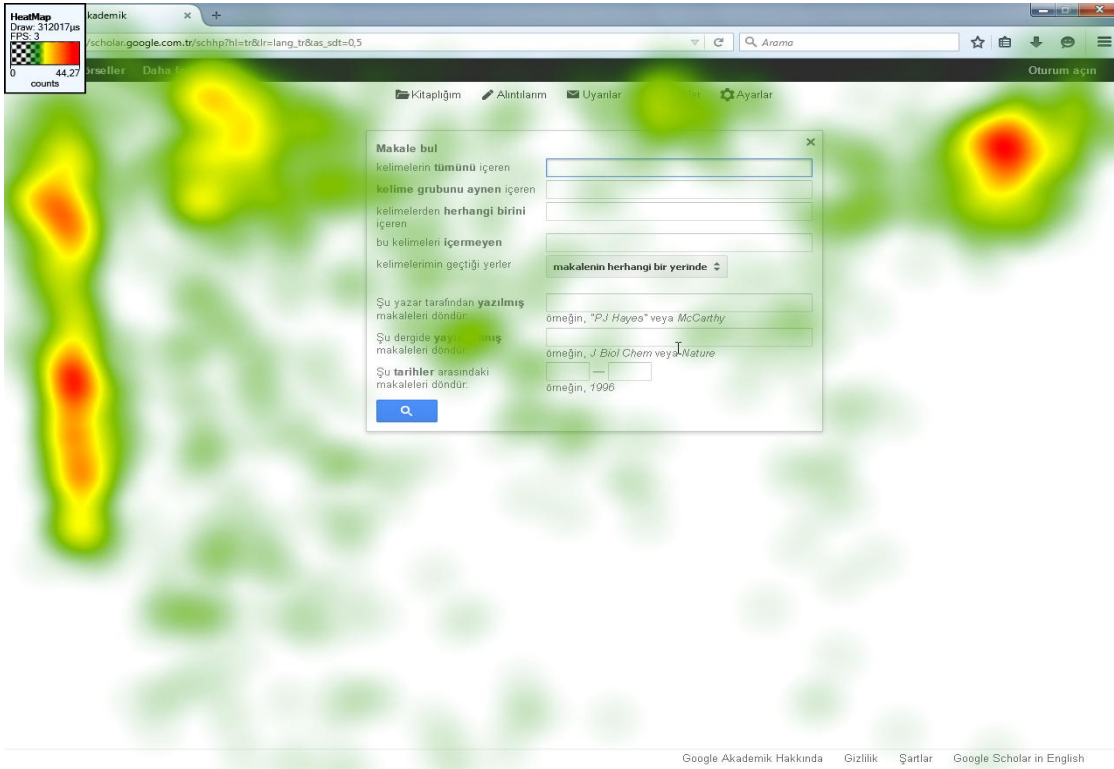 HeatMap
Draw: 312017µs
FPS: 3
0 44,27
counts
kademik × +
/scholar.google.com.tr/schhp?hl=tr&lr=lang_tr&as_sdt=0,5
Arama
rseller Daha
Oturum açın
Kitaplığım Alıntılarım Uyarılar Ayarlar
Makale bul ×
kelimelerin tümünü içeren
kelime grubunu aynen içeren
kelimelerden herhangi birini
içeren
bu kelimeleri içermeyen
kelimelerimin geçtiği yerler makalenin herhangi bir yerinde
Şu yazar tarafından yazılmış
makaleleri döndür:
örneğin, "PJ Hayes" veya McCarthy
Şu dergide
makaleleri döndür:
örneğin, J Biol Chem veya Nature
Şu tarihler arasındaki —
makaleleri döndür:
örneğin, 1996
Google Akademik Hakkında Gizlilik Şartlar Google Scholar in English